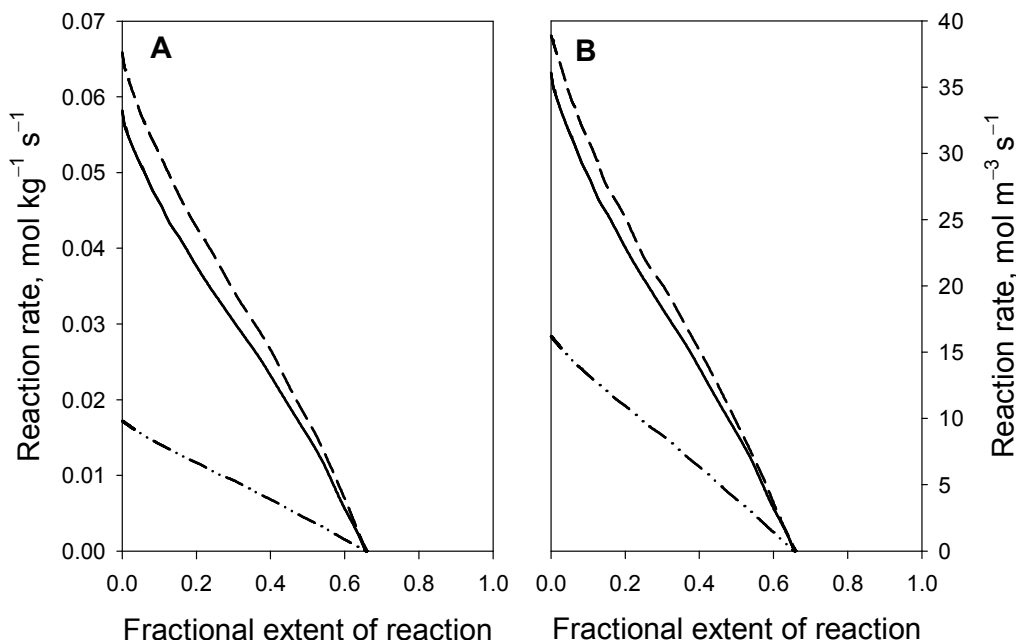 Reaction rate, mol kg⁻¹ s⁻¹
0.07
0.06
0.05
0.04
0.03
0.02
0.01
0.00
A
0.0 0.2 0.4 0.6 0.8 1.0
Fractional extent of reaction
B
0.0 0.2 0.4 0.6 0.8 1.0
Fractional extent of reaction
40
35
30
25
20
15
10
5
0
Reaction rate, mol m⁻³ s⁻¹